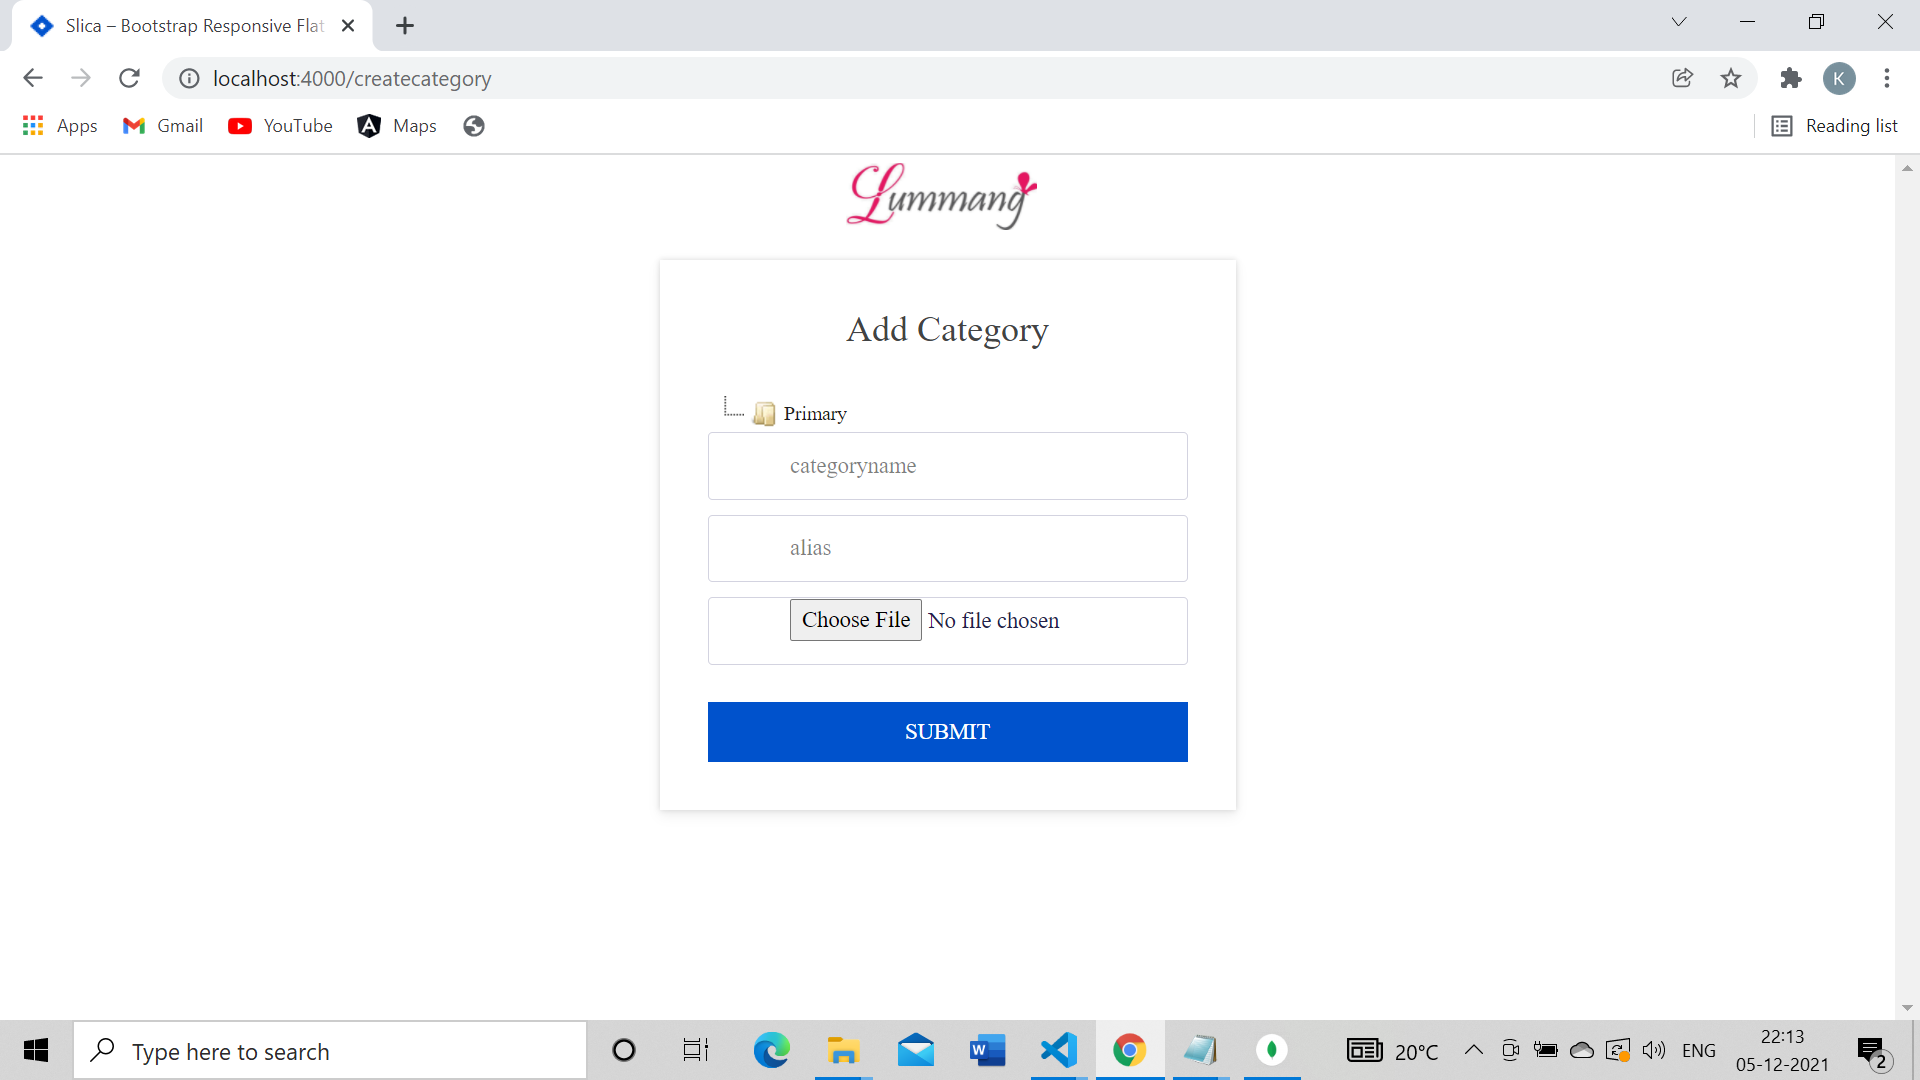 Slica – Bootstrap Responsive Flat
localhost:4000/createcategory
K
Apps
Gmail
YouTube
Maps
Reading list
Lummang
Add Category
Primary
categoryname
alias
Choose File No file chosen
SUBMIT
Type here to search
20°C
ENG
22:13
05-12-2021
2